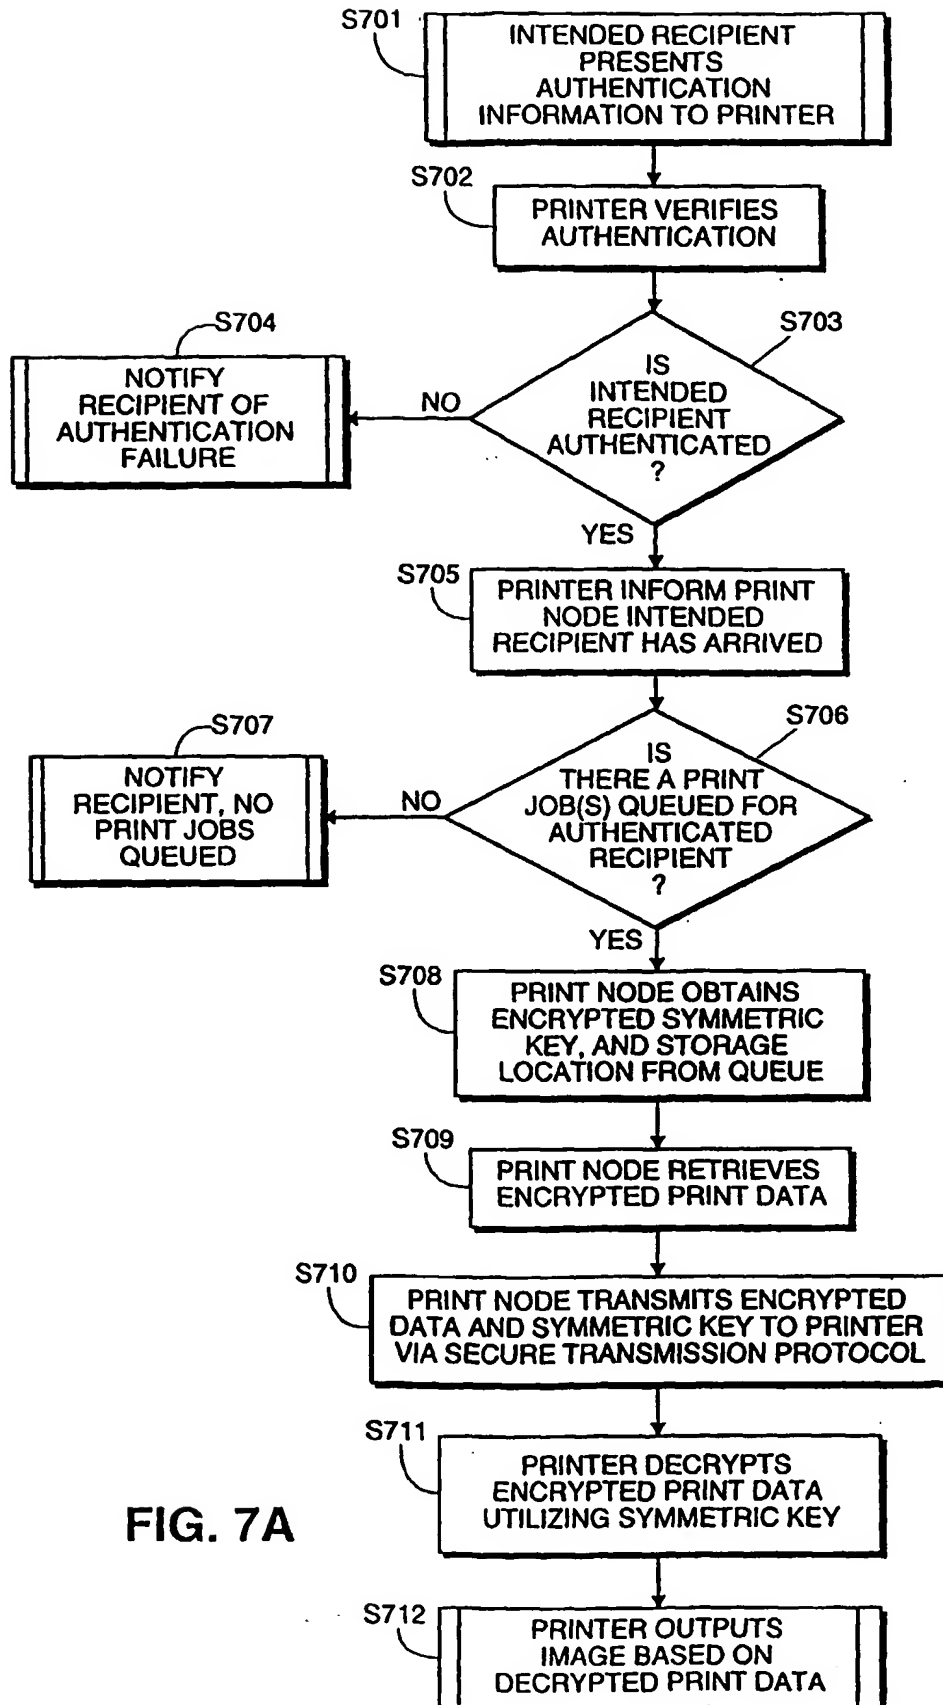 S701
INTENDED RECIPIENT
PRESENTS
AUTHENTICATION
INFORMATION TO PRINTER
S702
PRINTER VERIFIES
AUTHENTICATION
S703
IS
INTENDED
RECIPIENT
AUTHENTICATED
?
NO
S704
NOTIFY
RECIPIENT OF
AUTHENTICATION
FAILURE
YES
S705
PRINTER INFORM PRINT
NODE INTENDED
RECIPIENT HAS ARRIVED
S706
IS
THERE A PRINT
JOB(S) QUEUED FOR
AUTHENTICATED
RECIPIENT
?
NO
S707
NOTIFY
RECIPIENT, NO
PRINT JOBS
QUEUED
YES
S708
PRINT NODE OBTAINS
ENCRYPTED SYMMETRIC
KEY, AND STORAGE
LOCATION FROM QUEUE
S709
PRINT NODE RETRIEVES
ENCRYPTED PRINT DATA
S710
PRINT NODE TRANSMITS ENCRYPTED
DATA AND SYMMETRIC KEY TO PRINTER
VIA SECURE TRANSMISSION PROTOCOL
S711
PRINTER DECRYPTS
ENCRYPTED PRINT DATA
UTILIZING SYMMETRIC KEY
FIG. 7A
S712
PRINTER OUTPUTS
IMAGE BASED ON
DECRYPTED PRINT DATA